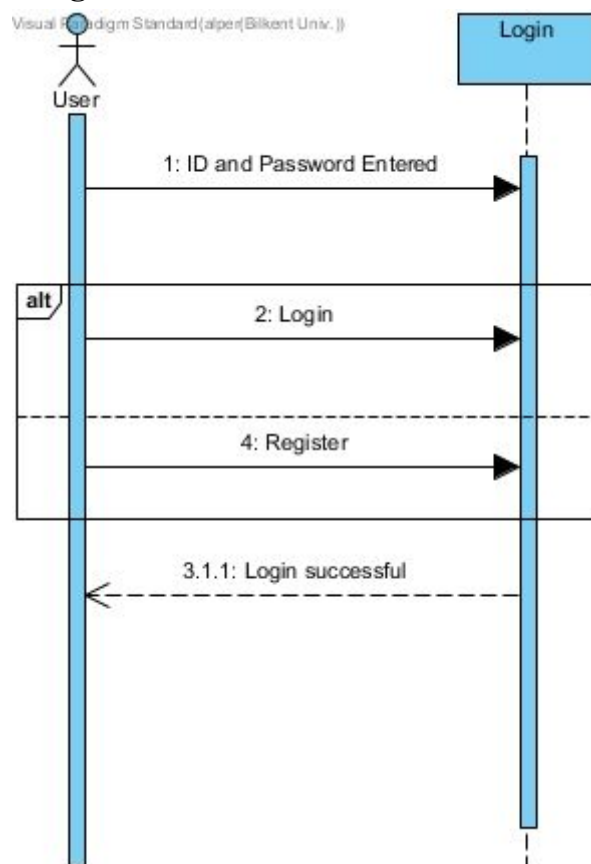 Visual Paradigm Standard(alper(Bilkent Univ.))
Login
User
1: ID and Password Entered
alt
2: Login
4: Register
3.1.1: Login successful